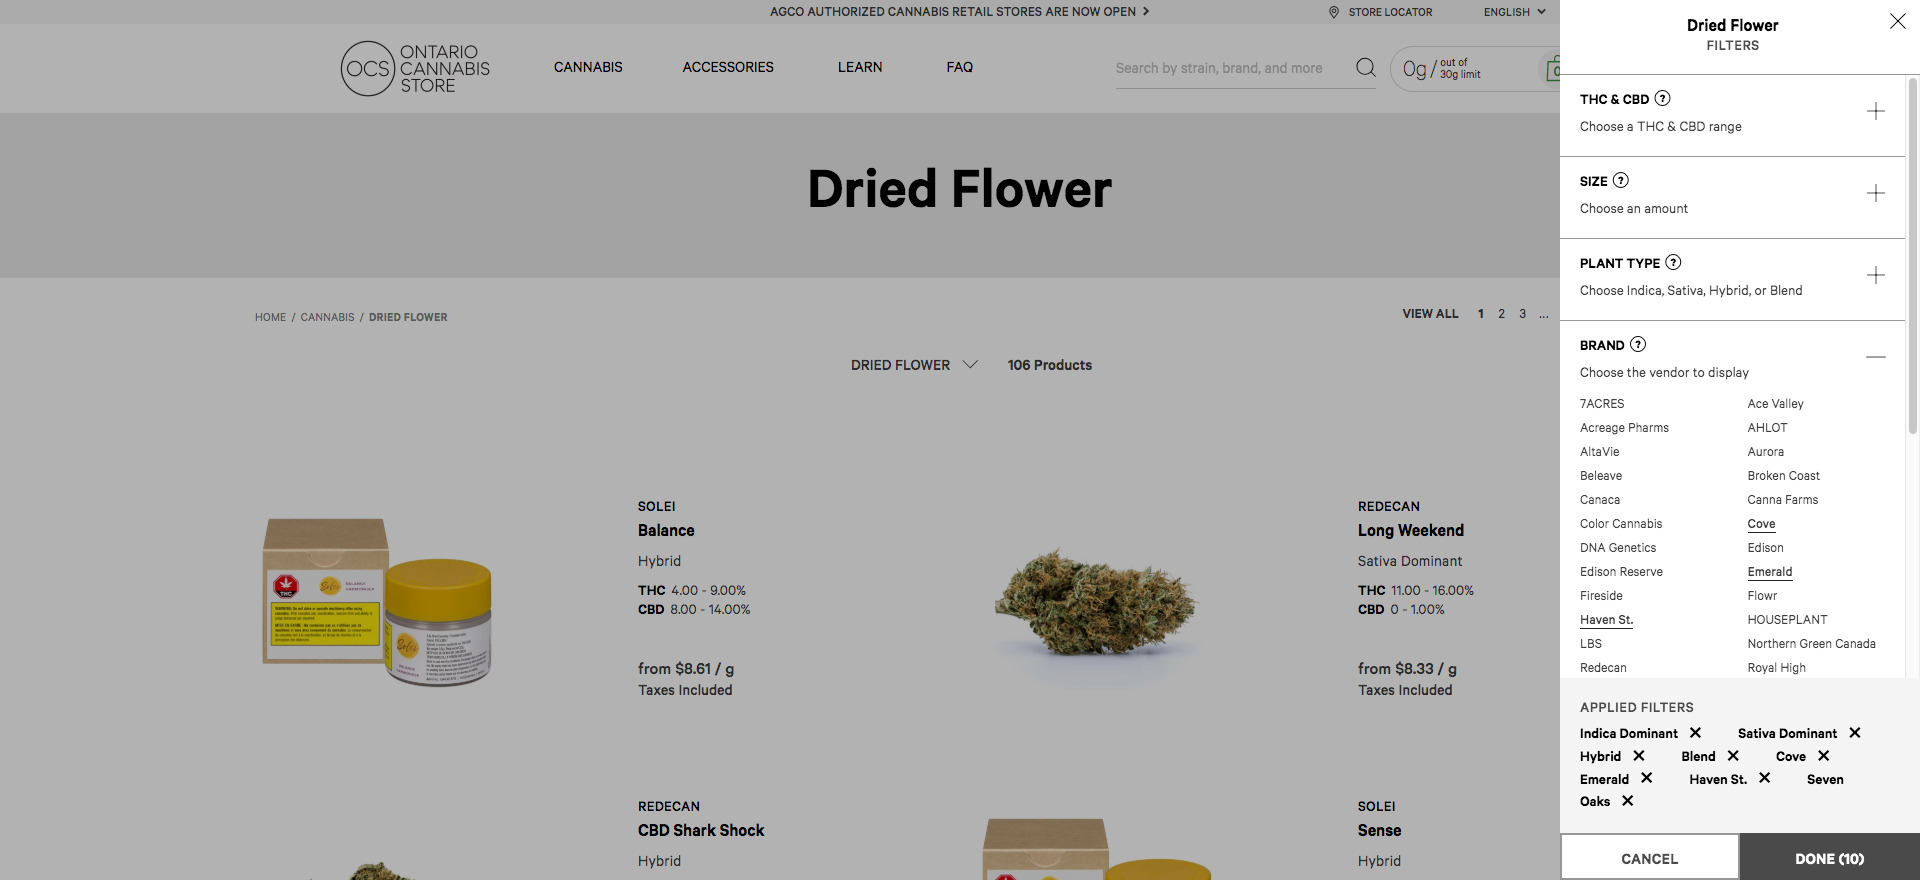 AGCO AUTHORIZED CANNABIS RETAIL STORES ARE NOW OPEN
STORE LOCATOR
ENGLISH
OCS
ONTARIO
CANNABIS
STORE
CANNABIS
ACCESSORIES
LEARN
FAQ
Search by strain, brand, and more
0g / out of
30g limit
0
Dried Flower
HOME / CANNABIS / DRIED FLOWER
VIEW ALL 1 2 3 ...
DRIED FLOWER
106 Products
THC
SOLEI
Balance
Hybrid
THC 4.00 - 9.00%
CBD 8.00 - 14.00%
from $8.61 / g
Taxes Included
REDECAN
Long Weekend
Sativa Dominant
THC 11.00 - 16.00%
CBD 0 - 1.00%
from $8.33 / g
Taxes Included
REDECAN
CBD Shark Shock
Hybrid
SOLEI
Sense
Hybrid
Dried Flower
FILTERS
THC & CBD ?
Choose a THC & CBD range
SIZE ?
Choose an amount
PLANT TYPE ?
Choose Indica, Sativa, Hybrid, or Blend
BRAND ?
Choose the vendor to display
7ACRES Ace Valley
Acreage Pharms AHLOT
AltaVie Aurora
Beleave Broken Coast
Canaca Canna Farms
Color Cannabis Cove
DNA Genetics Edison
Edison Reserve Emerald
Fireside Flowr
Haven St. HOUSEPLANT
LBS Northern Green Canada
Redecan Royal High
APPLIED FILTERS
Indica Dominant Sativa Dominant
Hybrid Blend Cove
Emerald Haven St. Seven
Oaks
CANCEL
DONE (10)